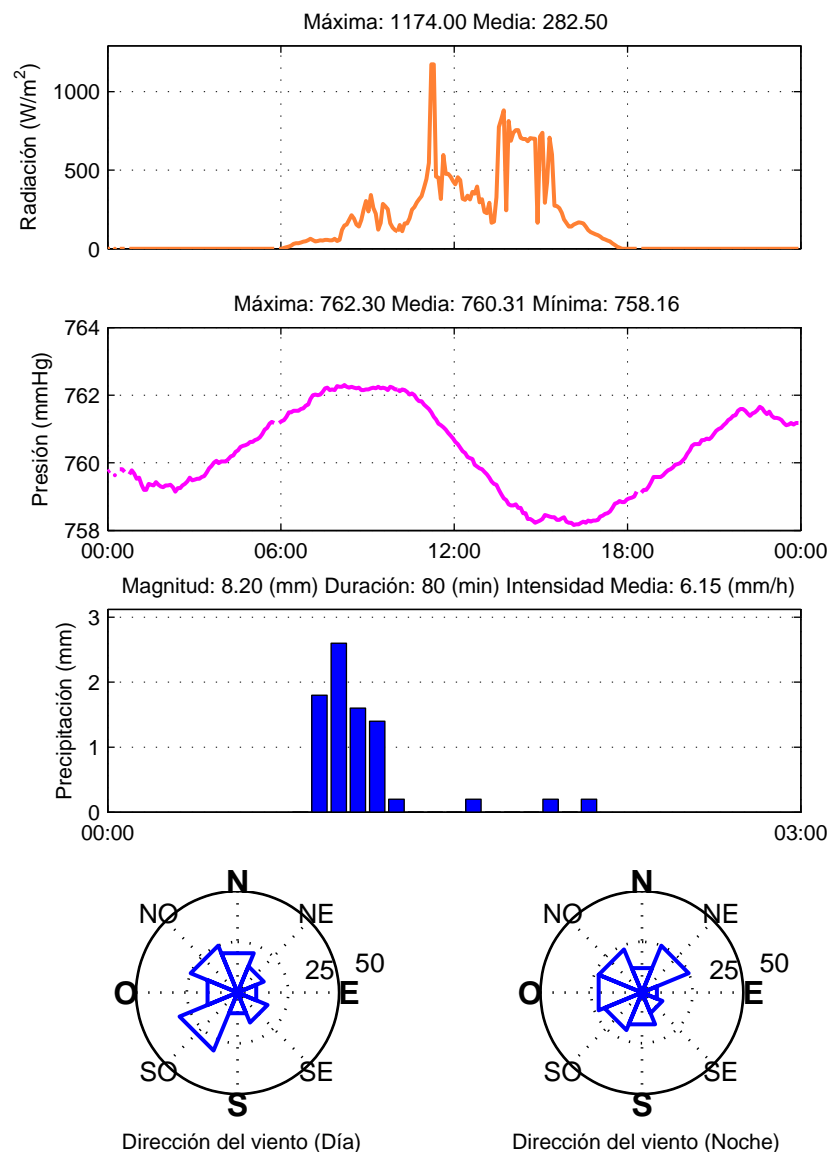 Máxima: 1174.00 Media: 282.50
Radiación (W/m²)
1000
500
0
Máxima: 762.30 Media: 760.31 Mínima: 758.16
Presión (mmHg)
764
762
760
758
00:00 06:00 12:00 18:00 00:00
Magnitud: 8.20 (mm) Duración: 80 (min) Intensidad Media: 6.15 (mm/h)
Precipitación (mm)
3
2
1
0
00:00 03:00
N N
NO NE NO NE
25 50 25 50
O E O E
SO SE SO SE
S S
Dirección del viento (Día) Dirección del viento (Noche)